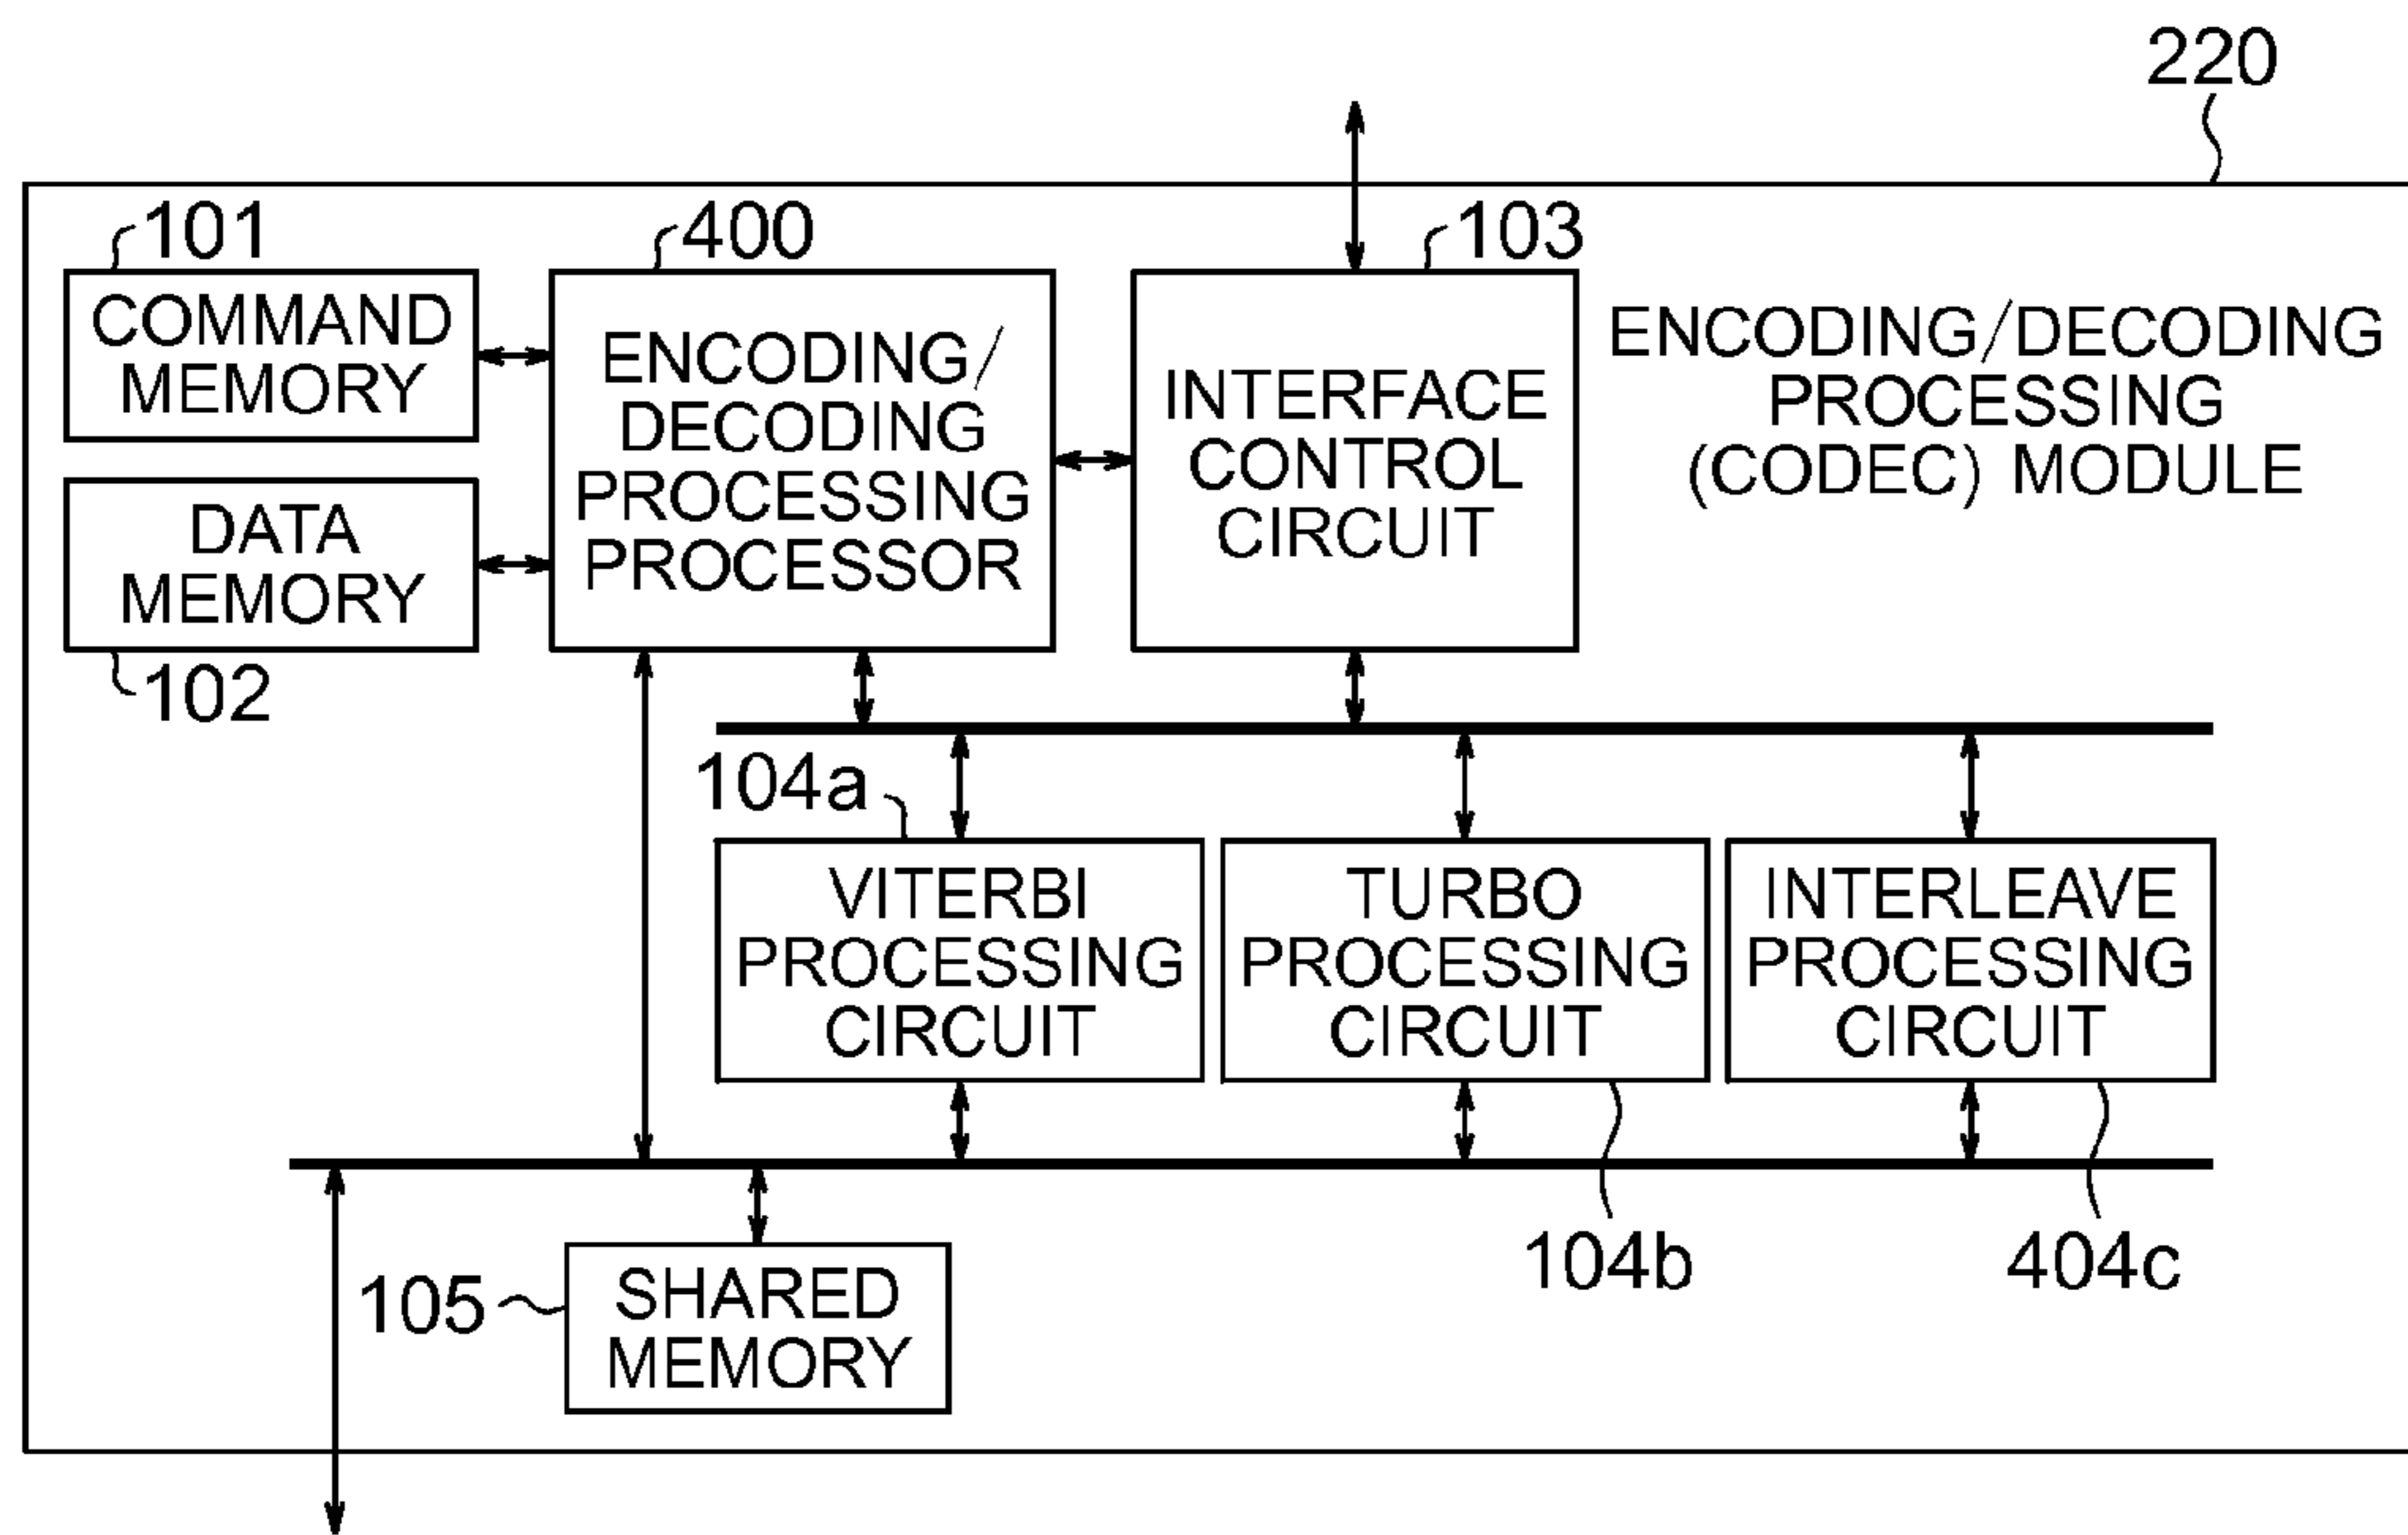 220
101
400
103
COMMAND
MEMORY
ENCODING/
DECODING
PROCESSING
PROCESSOR
INTERFACE
CONTROL
CIRCUIT
ENCODING/DECODING
PROCESSING
(CODEC) MODULE
DATA
MEMORY
102
104a
VITERBI
PROCESSING
CIRCUIT
TURBO
PROCESSING
CIRCUIT
INTERLEAVE
PROCESSING
CIRCUIT
104b
404c
105
SHARED
MEMORY